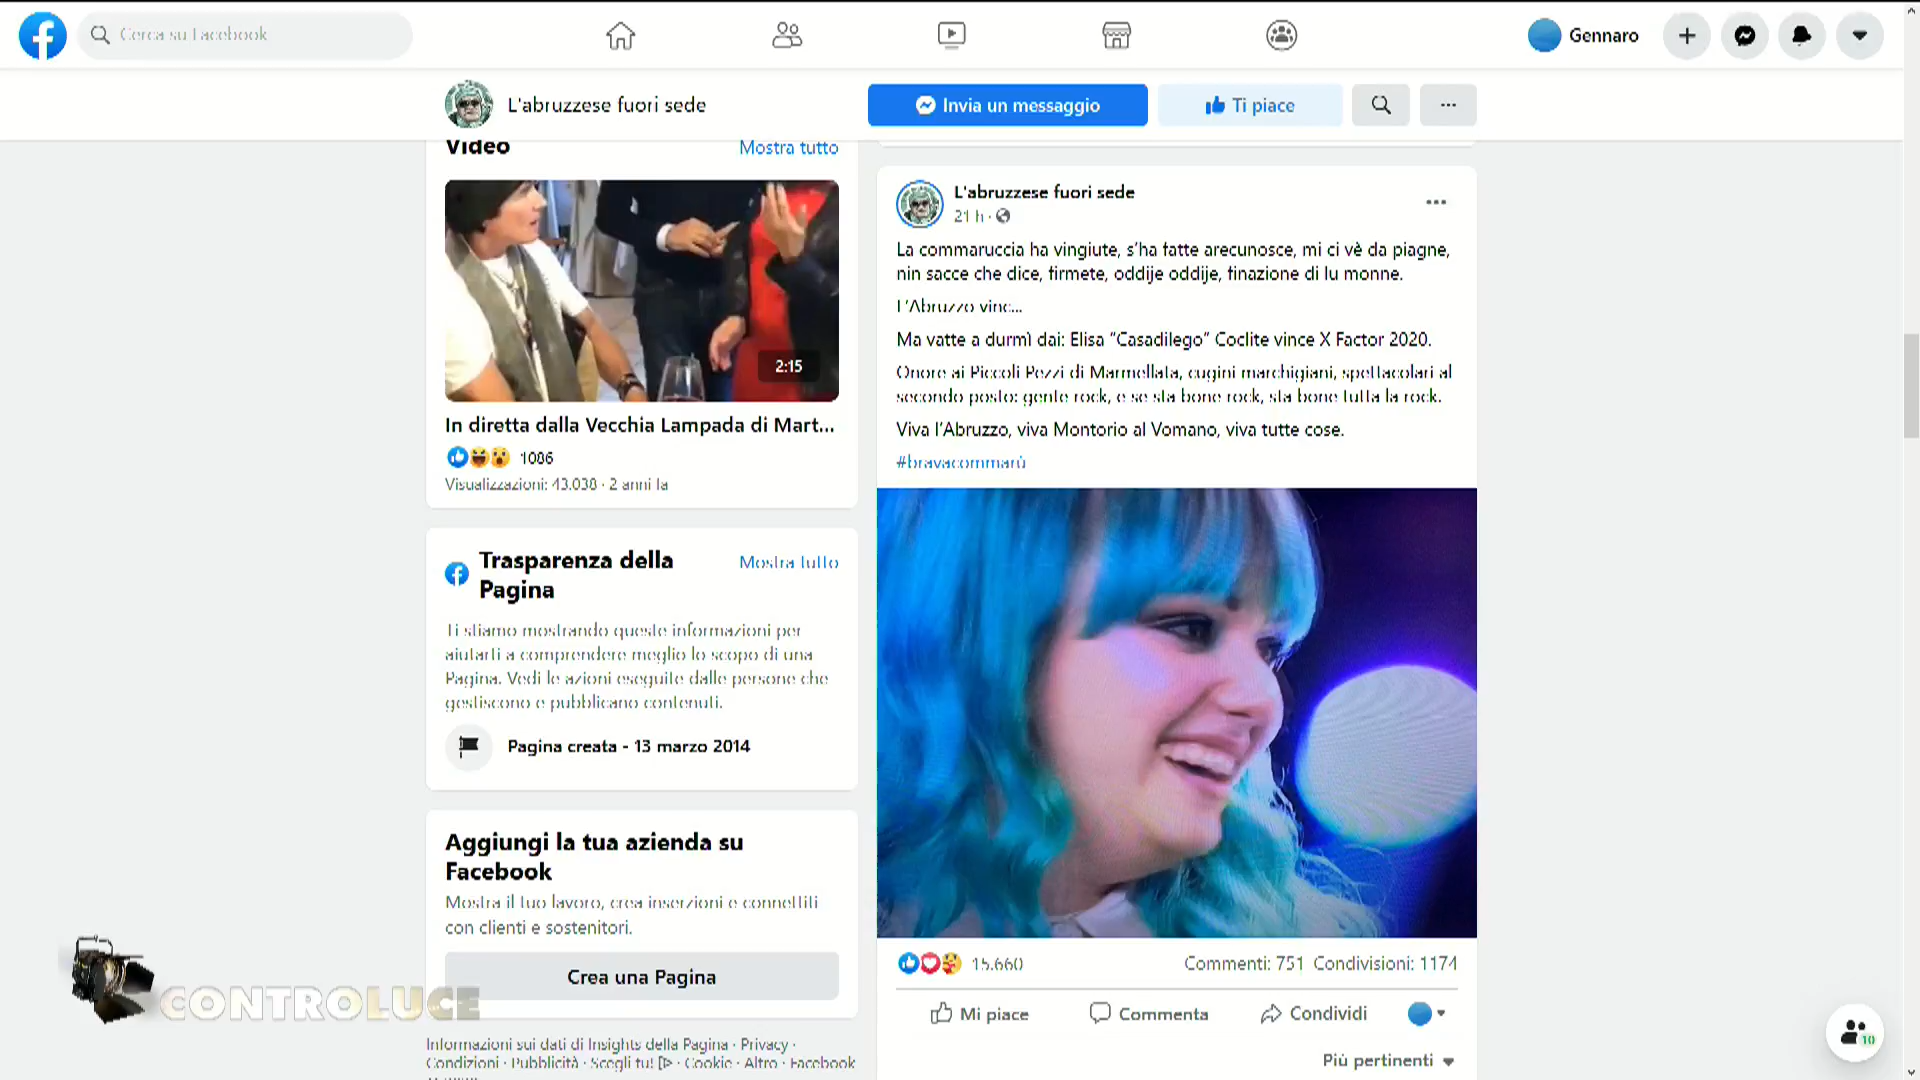 Cerca su Facebook
Gennaro
L'abruzzese fuori sede
Invia un messaggio
Ti piace
Video
Mostra tutto
2:15
In diretta dalla Vecchia Lampada di Mart...
1086
Visualizzazioni: 43.038 · 2 anni fa
Trasparenza della
Pagina
Mostra tutto
Ti stiamo mostrando queste informazioni per
aiutarti a comprendere meglio lo scopo di una
Pagina. Vedi le azioni eseguite dalle persone che
gestiscono e pubblicano contenuti.
Pagina creata - 13 marzo 2014
Aggiungi la tua azienda su
Facebook
Mostra il tuo lavoro, crea inserzioni e connettiti
con clienti e sostenitori.
Crea una Pagina
CONTROLUCE
Informazioni sui dati di Insights della Pagina · Privacy ·
Condizioni · Pubblicità · Scegli tu! · Cookie · Altro · Facebook
L'abruzzese fuori sede
21 h ·
La commaruccia ha vingiute, s'ha fatte arecunosce, mi ci vè da piagne,
nin sacce che dice, firmete, oddije oddije, finazione di lu monne.
L'Abruzzo vinc...
Ma vatte a durmì dai: Elisa "Casadilego" Coclite vince X Factor 2020.
Onore ai Piccoli Pezzi di Marmellata, cugini marchigiani, spettacolari al
secondo posto: gente rock, e se sta bone rock, sta bone tutta la rock.
Viva l'Abruzzo, viva Montorio al Vomano, viva tutte cose.
#bravacommarù
15.660
Commenti: 751 Condivisioni: 1174
Mi piace
Commenta
Condividi
Più pertinenti
10